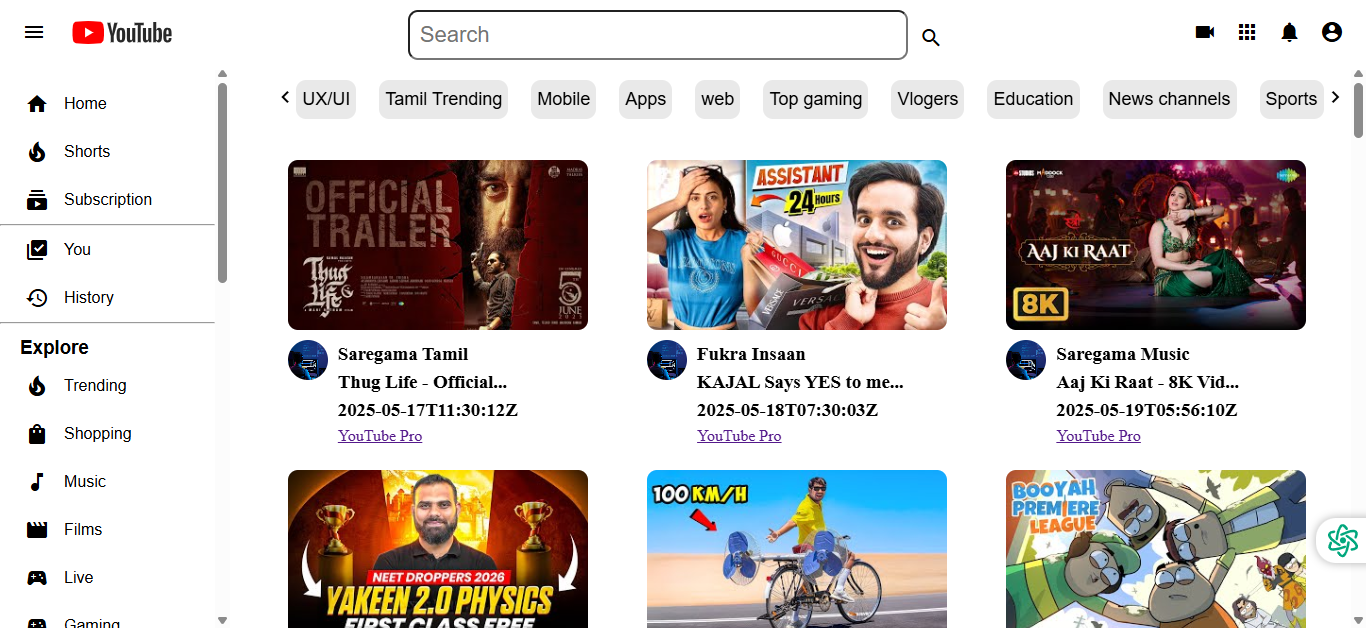 YouTube
Search
Home
Shorts
Subscription
You
History
Explore
Trending
Shopping
Music
Films
Live
Gaming
UX/UI
Tamil Trending
Mobile
Apps
web
Top gaming
Vlogers
Education
News channels
Sports
OFFICIAL
TRAILER
Thug
Life
5
JUNE
Saregama Tamil
Thug Life - Official...
2025-05-17T11:30:12Z
YouTube Pro
ASSISTANT
24 HOURS
GUCCI
VERSACE
VERSAC
Fukra Insaan
KAJAL Says YES to me...
2025-05-18T07:30:03Z
YouTube Pro
STUDIOS
MADDOCK
स्त्री
AAJ KI RAAT
8K
Saregama Music
Aaj Ki Raat - 8K Vid...
2025-05-19T05:56:10Z
YouTube Pro
NEET DROPPERS 2026
YAKEEN 2.0 PHYSICS
FIRST CLASS FREE
100 KM/H
BOOYAH
PREMIERE
LEAGUE